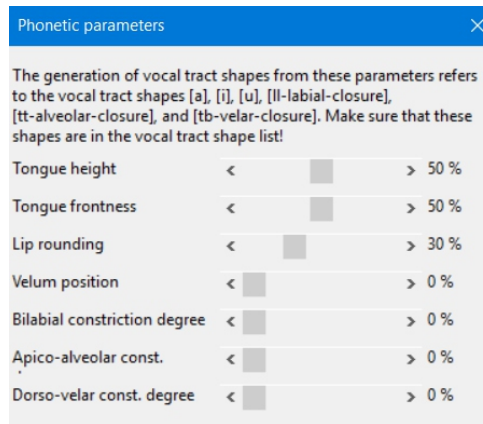 Phonetic parameters
The generation of vocal tract shapes from these parameters refers
to the vocal tract shapes [a], [i], [u], [ll-labial-closure],
[tt-alveolar-closure], and [tb-velar-closure]. Make sure that these
shapes are in the vocal tract shape list!
Tongue height 50 %
Tongue frontness 50 %
Lip rounding 30 %
Velum position 0 %
Bilabial constriction degree 0 %
Apico-alveolar const. 0 %
Dorso-velar const. degree 0 %